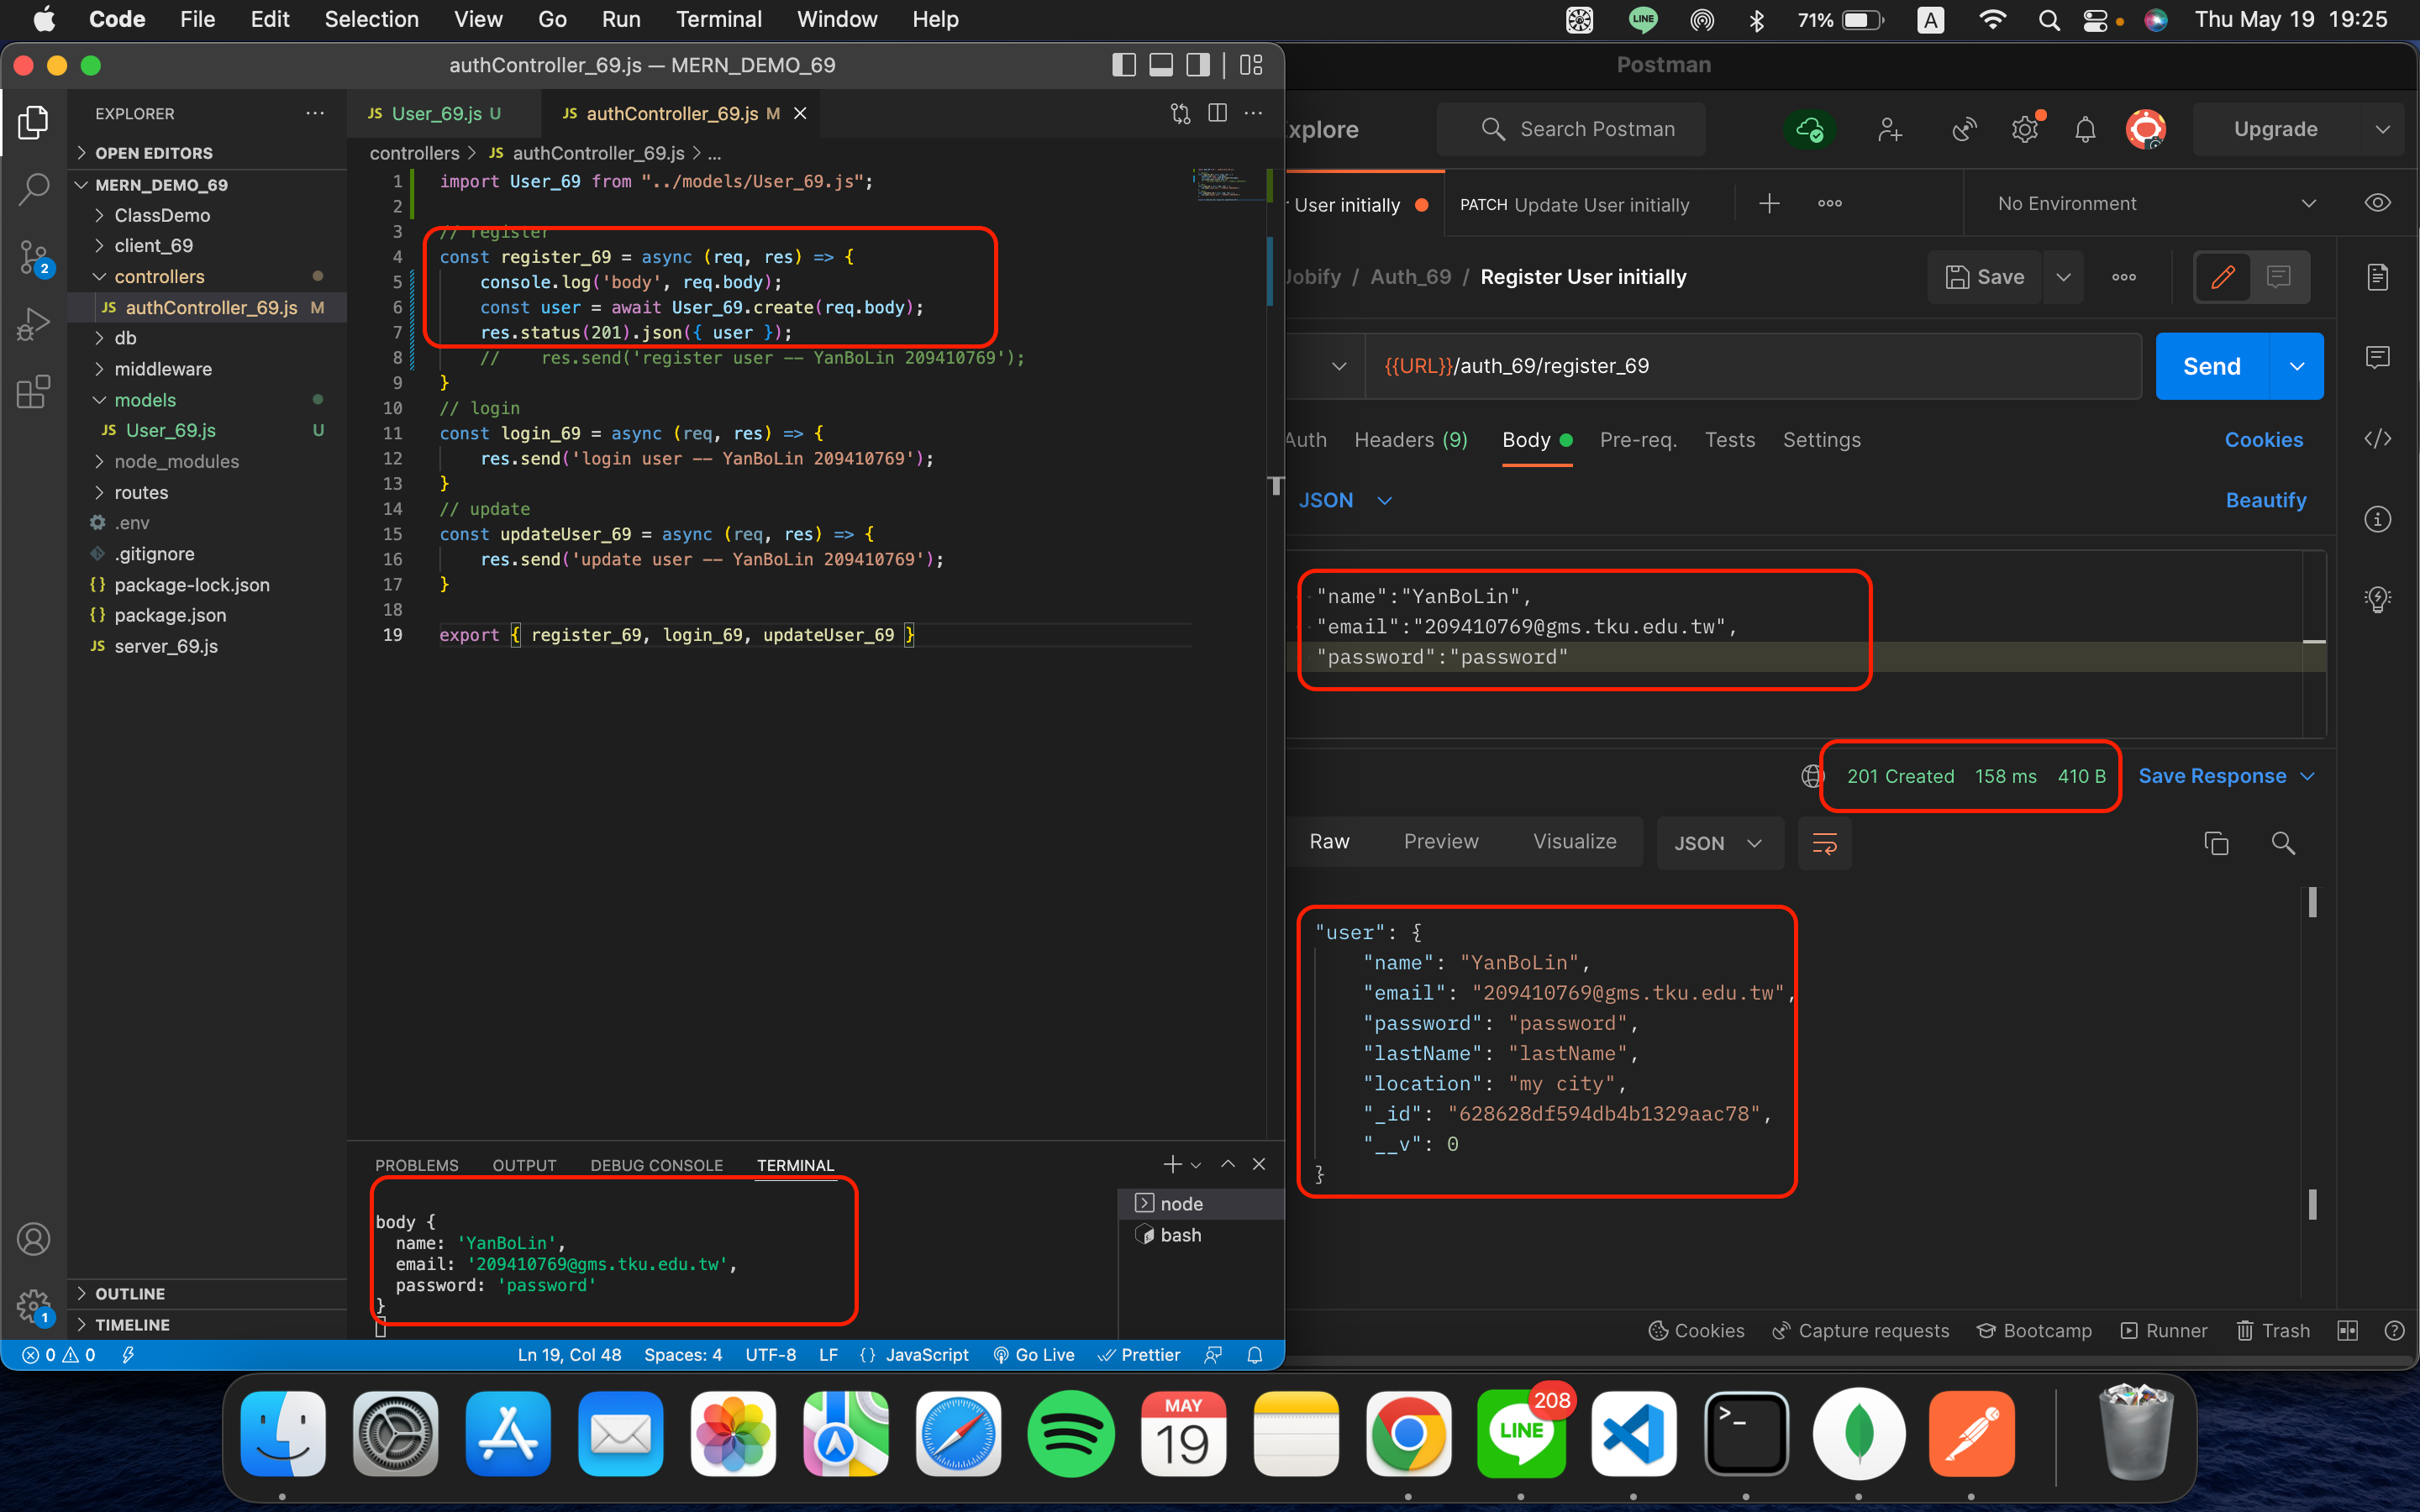 Code File Edit Selection View Go Run Terminal Window Help
LINE 71% A Thu May 19 19:25
authController_69.js — MERN_DEMO_69
EXPLORER
OPEN EDITORS
MERN_DEMO_69
ClassDemo
client_69
controllers
JS authController_69.js M
db
middleware
models
JS User_69.js U
node_modules
routes
.env
.gitignore
{} package-lock.json
{} package.json
JS server_69.js
OUTLINE
TIMELINE
2
1
JS User_69.js U
JS authController_69.js M
controllers > JS authController_69.js > ...
1 import User_69 from "../models/User_69.js";
2
3 // register
4 const register_69 = async (req, res) => {
5 console.log('body', req.body);
6 const user = await User_69.create(req.body);
7 res.status(201).json({ user });
8 // res.send('register user -- YanBoLin 209410769');
9 }
10 // login
11 const login_69 = async (req, res) => {
12 res.send('login user -- YanBoLin 209410769');
13 }
14 // update
15 const updateUser_69 = async (req, res) => {
16 res.send('update user -- YanBoLin 209410769');
17 }
18
19 export { register_69, login_69, updateUser_69 }
PROBLEMS OUTPUT DEBUG CONSOLE TERMINAL
body {
name: 'YanBoLin',
email: '209410769@gms.tku.edu.tw',
password: 'password'
}
node
bash
0 0 Ln 19, Col 48 Spaces: 4 UTF-8 LF {} JavaScript Go Live Prettier
Postman
xplore Search Postman Upgrade
User initially PATCH Update User initially No Environment
Jobify / Auth_69 / Register User initially Save
{{URL}}/auth_69/register_69 Send
Auth Headers (9) Body Pre-req. Tests Settings Cookies
JSON Beautify
"name":"YanBoLin",
"email":"209410769@gms.tku.edu.tw",
"password":"password"
201 Created 158 ms 410 B Save Response
Raw Preview Visualize JSON
"user": {
"name": "YanBoLin",
"email": "209410769@gms.tku.edu.tw",
"password": "password",
"lastName": "lastName",
"location": "my city",
"_id": "628628df594db4b1329aac78",
"__v": 0
}
Cookies Capture requests Bootcamp Runner Trash
MAY
19
LINE
208